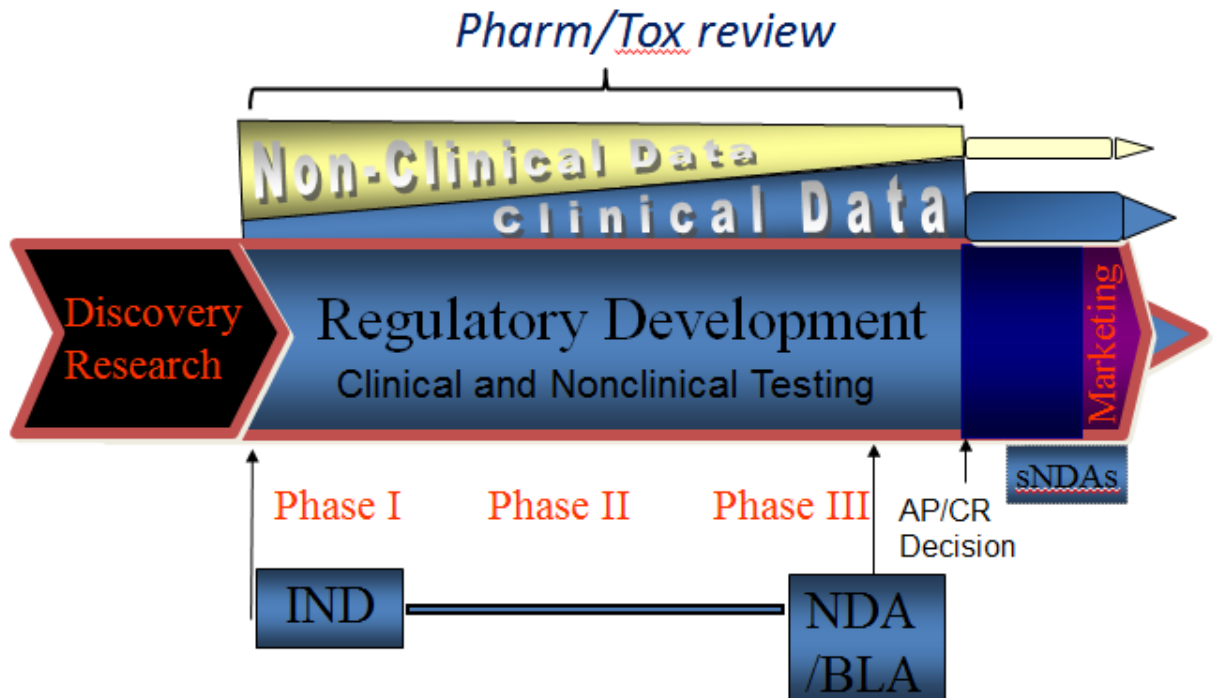 Pharm/Tox review
Non-Clinical Data
Clinical Data
Discovery
Research
Regulatory Development
Clinical and Nonclinical Testing
Marketing
sNDAs
Phase I
Phase II
Phase III
AP/CR
Decision
IND
NDA
/BLA